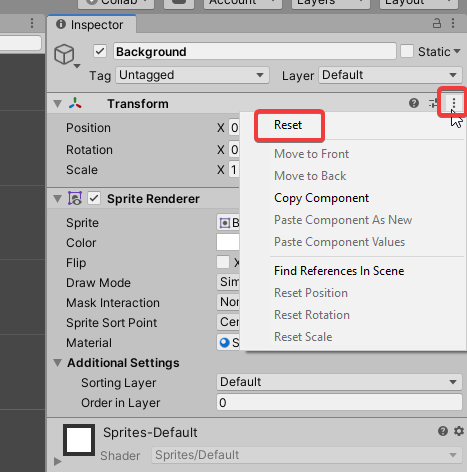 Collab
Account
Layers
Layout
Inspector
Background
Static
Tag Untagged Layer Default
Transform
Reset
Position X 0
Move to Front
Rotation X 0
Move to Back
Scale X 1
Copy Component
Sprite Renderer
Paste Component As New
Sprite B
Paste Component Values
Color
Flip X
Find References In Scene
Draw Mode Sim
Reset Position
Mask Interaction Non
Reset Rotation
Sprite Sort Point Cen
Reset Scale
Material S
Additional Settings
Sorting Layer Default
Order in Layer 0
Sprites-Default
Shader Sprites/Default